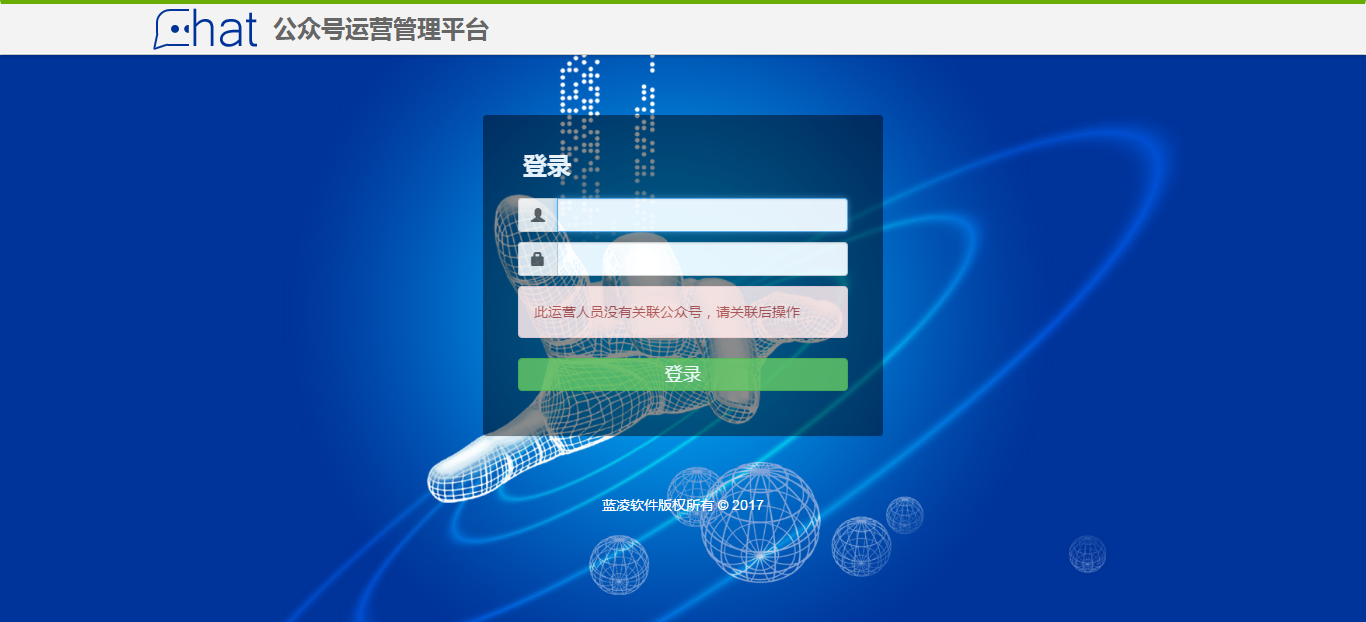 Chat 公众号运营管理平台
登录
此运营人员没有关联公众号，请关联后操作
登录
蓝凌软件版权所有 © 2017